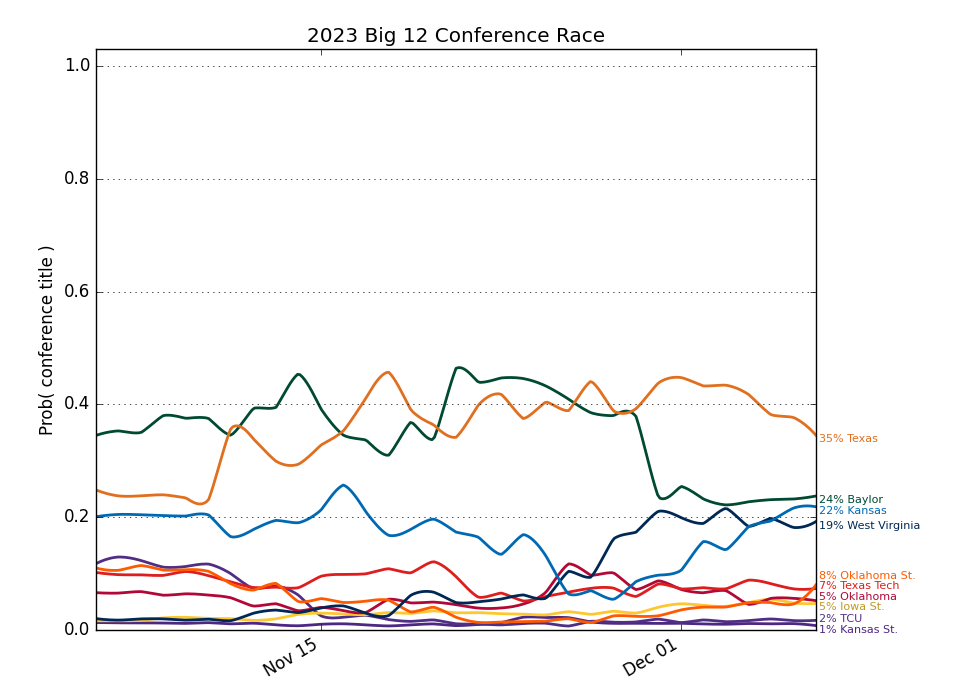 2023 Big 12 Conference Race
Prob( conference title )
1.0
0.8
0.6
0.4
0.2
0.0
Nov 15
Dec 01
35% Texas
24% Baylor
22% Kansas
19% West Virginia
8% Oklahoma St.
7% Texas Tech
5% Oklahoma
5% Iowa St.
2% TCU
1% Kansas St.